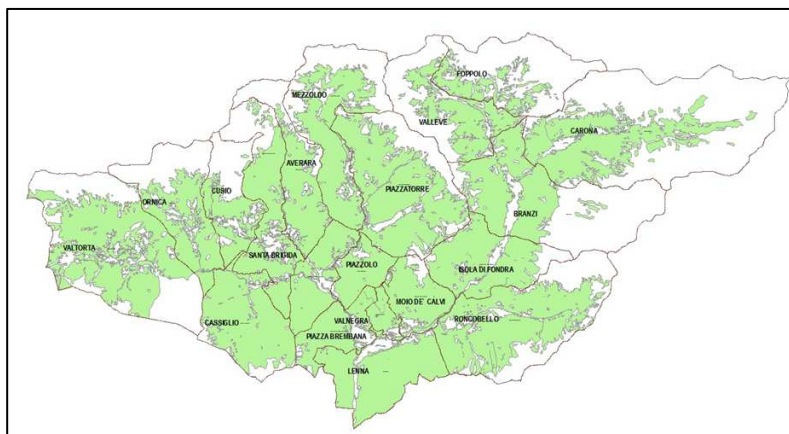 FOPPOLO
MEZZOLDO
VALLEVE
CARONA
AVERARA
CUSIO
PIAZZATORRE
ORNICA
BRANZI
VALTORTA
SANTA BRIGIDA
PIAZZOLO
ISOLA DI FONDRA
MOIO DE' CALVI
CASSIGLIO
VALNEGRA
RONCOBELLO
PIAZZA BREMBANA
LENNA